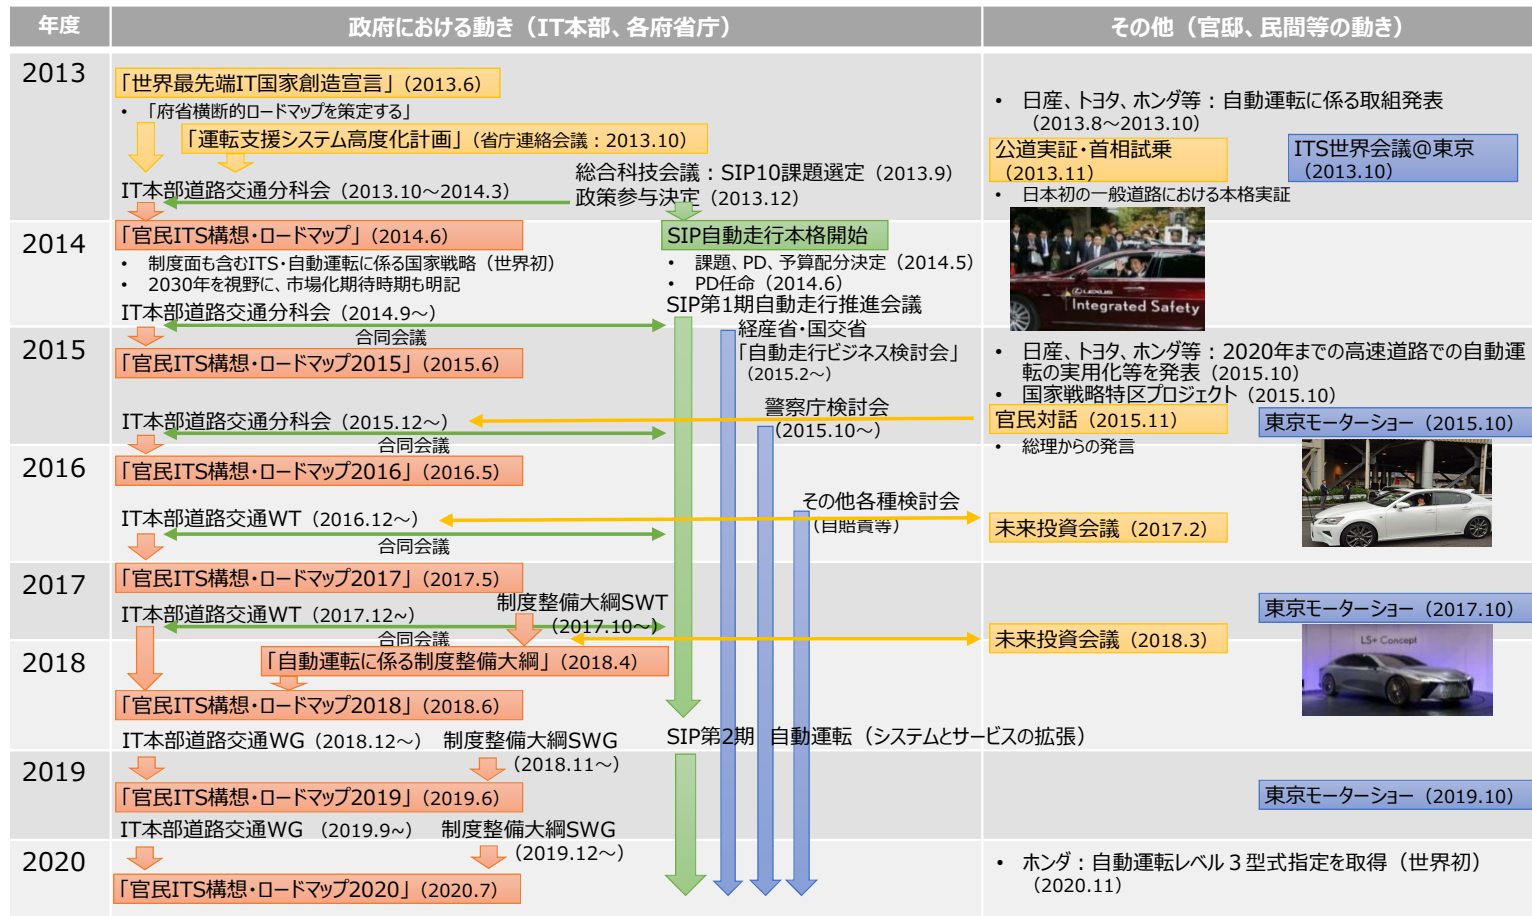 年度
政府における動き（IT本部、各府省庁）
その他（官邸、民間等の動き）
2013
「世界最先端IT国家創造宣言」（2013.6）
• 「府省横断的ロードマップを策定する」
「運転支援システム高度化計画」（省庁連絡会議：2013.10）
総合科技会議：SIP10課題選定（2013.9）
IT本部道路交通分科会（2013.10～2014.3）
政策参与決定（2013.12）
• 日産、トヨタ、ホンダ等：自動運転に係る取組発表
（2013.8～2013.10）
公道実証・首相試乗
（2013.11）
ITS世界会議@東京
（2013.10）
• 日本初の一般道路における本格実証
2014
「官民ITS構想・ロードマップ」（2014.6）
• 制度面も含むITS・自動運転に係る国家戦略（世界初）
• 2030年を視野に、市場化期待時期も明記
SIP自動走行本格開始
• 課題、PD、予算配分決定（2014.5）
• PD任命（2014.6）
SIP第1期自動走行推進会議
IT本部道路交通分科会（2014.9～）
合同会議
LEXUS
Integrated Safety
2015
経産省・国交省
「自動走行ビジネス検討会」
（2015.2～）
「官民ITS構想・ロードマップ2015」（2015.6）
警察庁検討会
（2015.10～）
IT本部道路交通分科会（2015.12～）
合同会議
• 日産、トヨタ、ホンダ等：2020年までの高速道路での自動運
転の実用化等を発表（2015.10）
• 国家戦略特区プロジェクト（2015.10）
官民対話（2015.11）
東京モーターショー（2015.10）
• 総理からの発言
2016
「官民ITS構想・ロードマップ2016」（2016.5）
その他各種検討会
（自賠責等）
IT本部道路交通WT（2016.12～）
合同会議
未来投資会議（2017.2）
2017
「官民ITS構想・ロードマップ2017」（2017.5）
制度整備大綱SWT
（2017.10～）
IT本部道路交通WT（2017.12~）
合同会議
東京モーターショー（2017.10）
未来投資会議（2018.3）
LS+ Concept
2018
「自動運転に係る制度整備大綱」（2018.4）
「官民ITS構想・ロードマップ2018」（2018.6）
IT本部道路交通WG（2018.12～）
制度整備大綱SWG
（2018.11～）
SIP第2期 自動運転（システムとサービスの拡張）
2019
「官民ITS構想・ロードマップ2019」（2019.6）
東京モーターショー（2019.10）
IT本部道路交通WG （2019.9~）
制度整備大綱SWG
（2019.12～）
2020
「官民ITS構想・ロードマップ2020」（2020.7）
• ホンダ：自動運転レベル３型式指定を取得（世界初）
（2020.11）